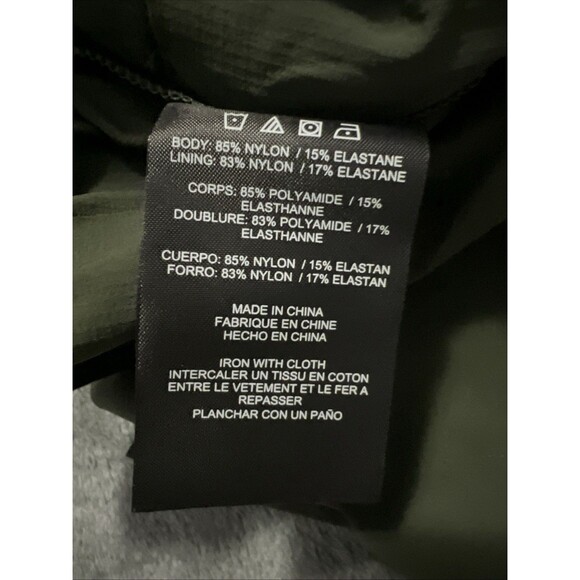 BODY: 85% NYLON / 15% ELASTANE
LINING: 83% NYLON / 17% ELASTANE
CORPS: 85% POLYAMIDE / 15%
ELASTHANNE
DOUBLURE: 83% POLYAMIDE / 17%
ELASTHANNE
CUERPO: 85% NYLON / 15% ELASTAN
FORRO: 83% NYLON / 17% ELASTAN
MADE IN CHINA
FABRIQUE EN CHINE
HECHO EN CHINA
IRON WITH CLOTH
INTERCALER UN TISSU EN COTON
ENTRE LE VETEMENT ET LE FER A
REPASSER
PLANCHAR CON UN PAÑO